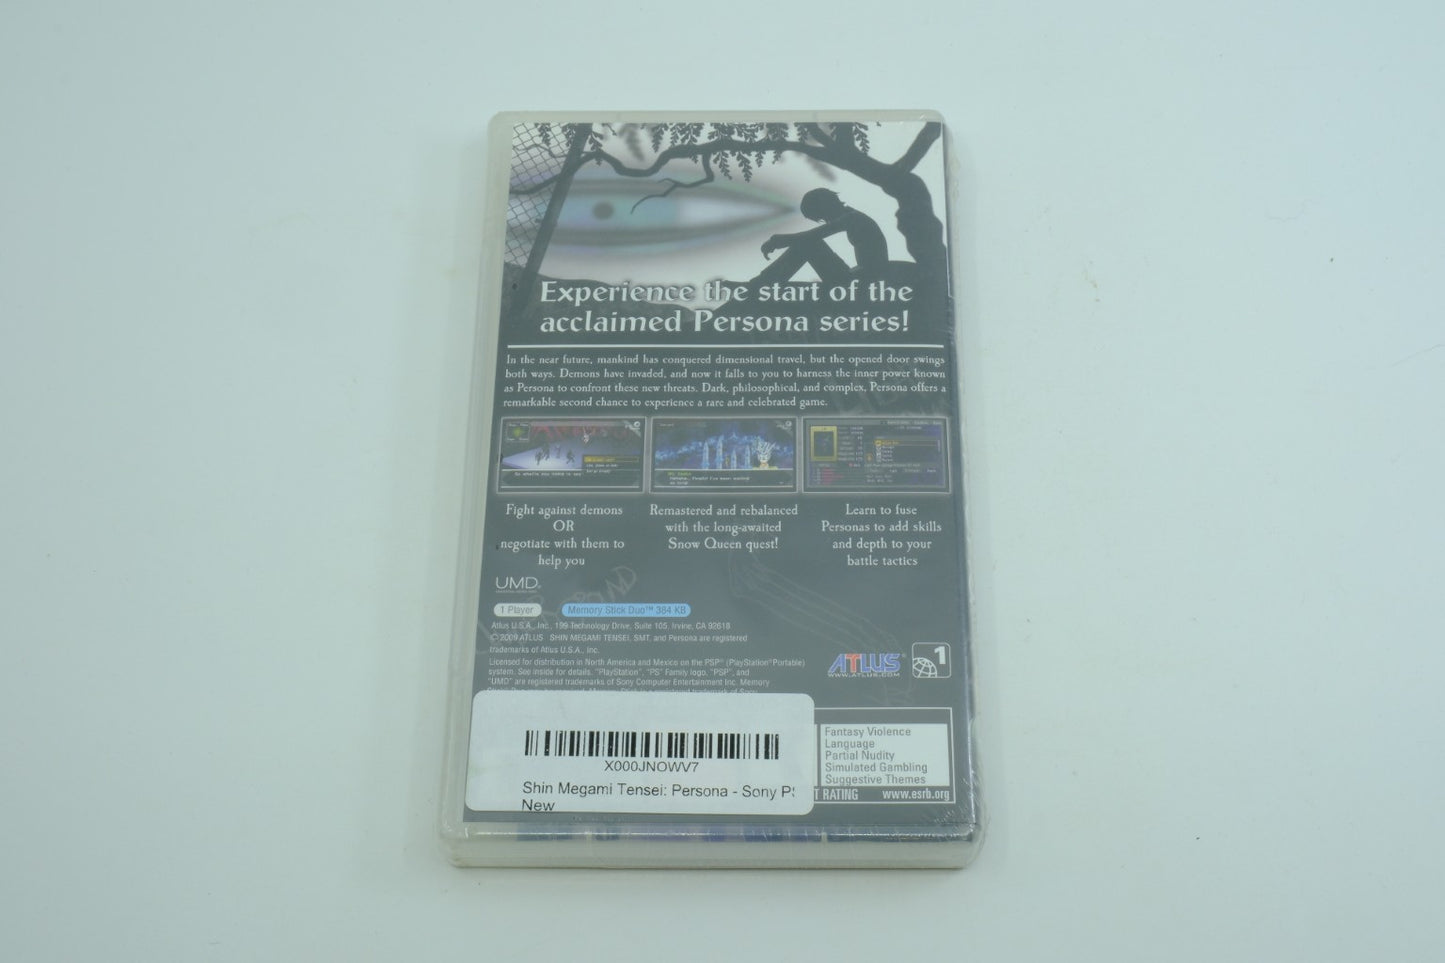 Experience the start of the
acclaimed Persona series!
In the near future, mankind has conquered dimensional travel, but the opened door swings
both ways. Demons have invaded, and now it falls to you to harness the inner power known
as Persona to confront these new threats. Dark, philosophical, and complex, Persona offers a
remarkable second chance to experience a rare and celebrated game.
Fight against demons
OR
negotiate with them to
help you
Remastered and rebalanced
with the long-awaited
Snow Queen quest!
Learn to fuse
Personas to add skills
and depth to your
battle tactics
UMD
1 Player
Memory Stick Duo™ 384 KB
Atlus U.S.A., Inc., 199 Technology Drive, Suite 105, Irvine, CA 92618
© 2009 ATLUS SHIN MEGAMI TENSEI, SMT, and Persona are registered
trademarks of Atlus U.S.A., Inc.
Licensed for distribution in North America and Mexico on the PSP® (PlayStation®Portable)
system. See inside for details. "PlayStation", "PS" Family logo, "PSP", and
"UMD" are registered trademarks of Sony Computer Entertainment Inc. Memory
ATLUS®
WWW.ATLUS.COM
1
X000JNOWV7
Shin Megami Tensei: Persona - Sony
New
Fantasy Violence
Language
Partial Nudity
Simulated Gambling
Suggestive Themes
RATING
www.esrb.org